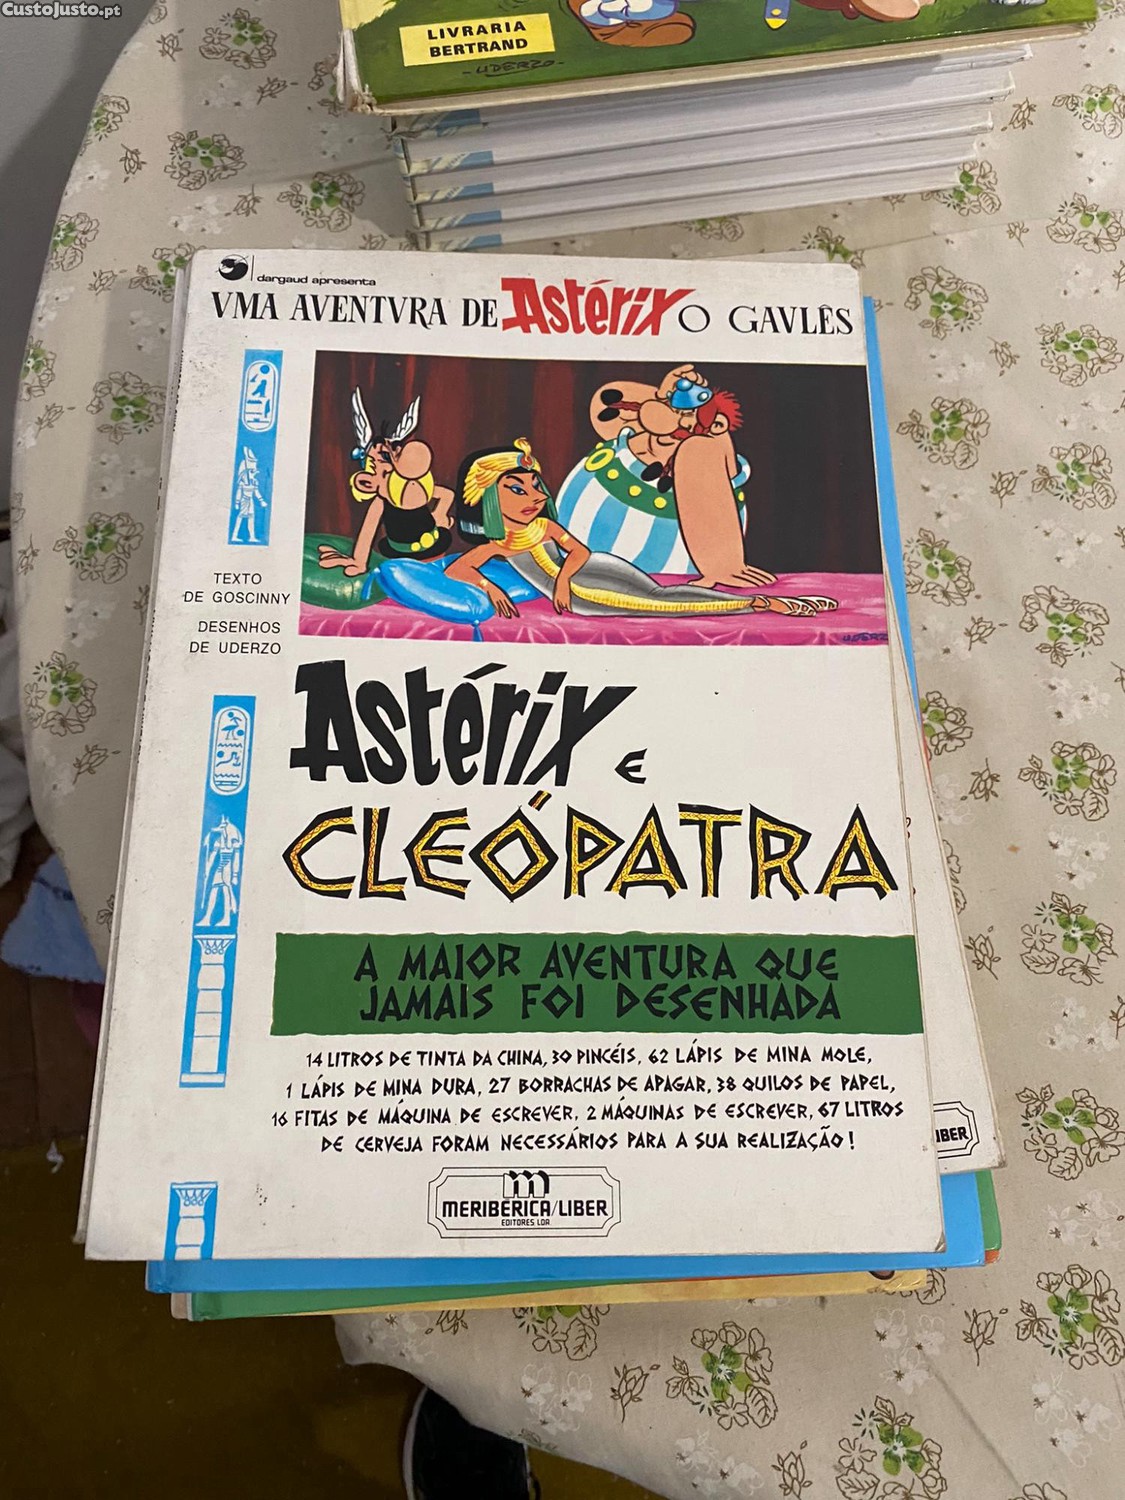 CustoJusto.pt
LIVRARIA
BERTRAND
-UDERZO-
dargaud apresenta
VMA AVENTVRA DE Astérix O GAVLÊS
TEXTO
DE GOSCINNY
DESENHOS
DE UDERZO
UDERZ
Astérix E
CLEÓPATRA
A MAIOR AVENTURA QUE
JAMAIS FOI DESENHADA
14 LITROS DE TINTA DA CHINA, 30 PINCÉIS, 62 LÁPIS DE MINA MOLE,
1 LÁPIS DE MINA DURA, 27 BORRACHAS DE APAGAR, 38 QUILOS DE PAPEL,
16 FITAS DE MÁQUINA DE ESCREVER, 2 MÁQUINAS DE ESCREVER, 67 LITROS
DE CERVEJA FORAM NECESSÁRIOS PARA A SUA REALIZAÇÃO!
IBER
m
MERIBÉRICA/LIBER
EDITORES, LDA.